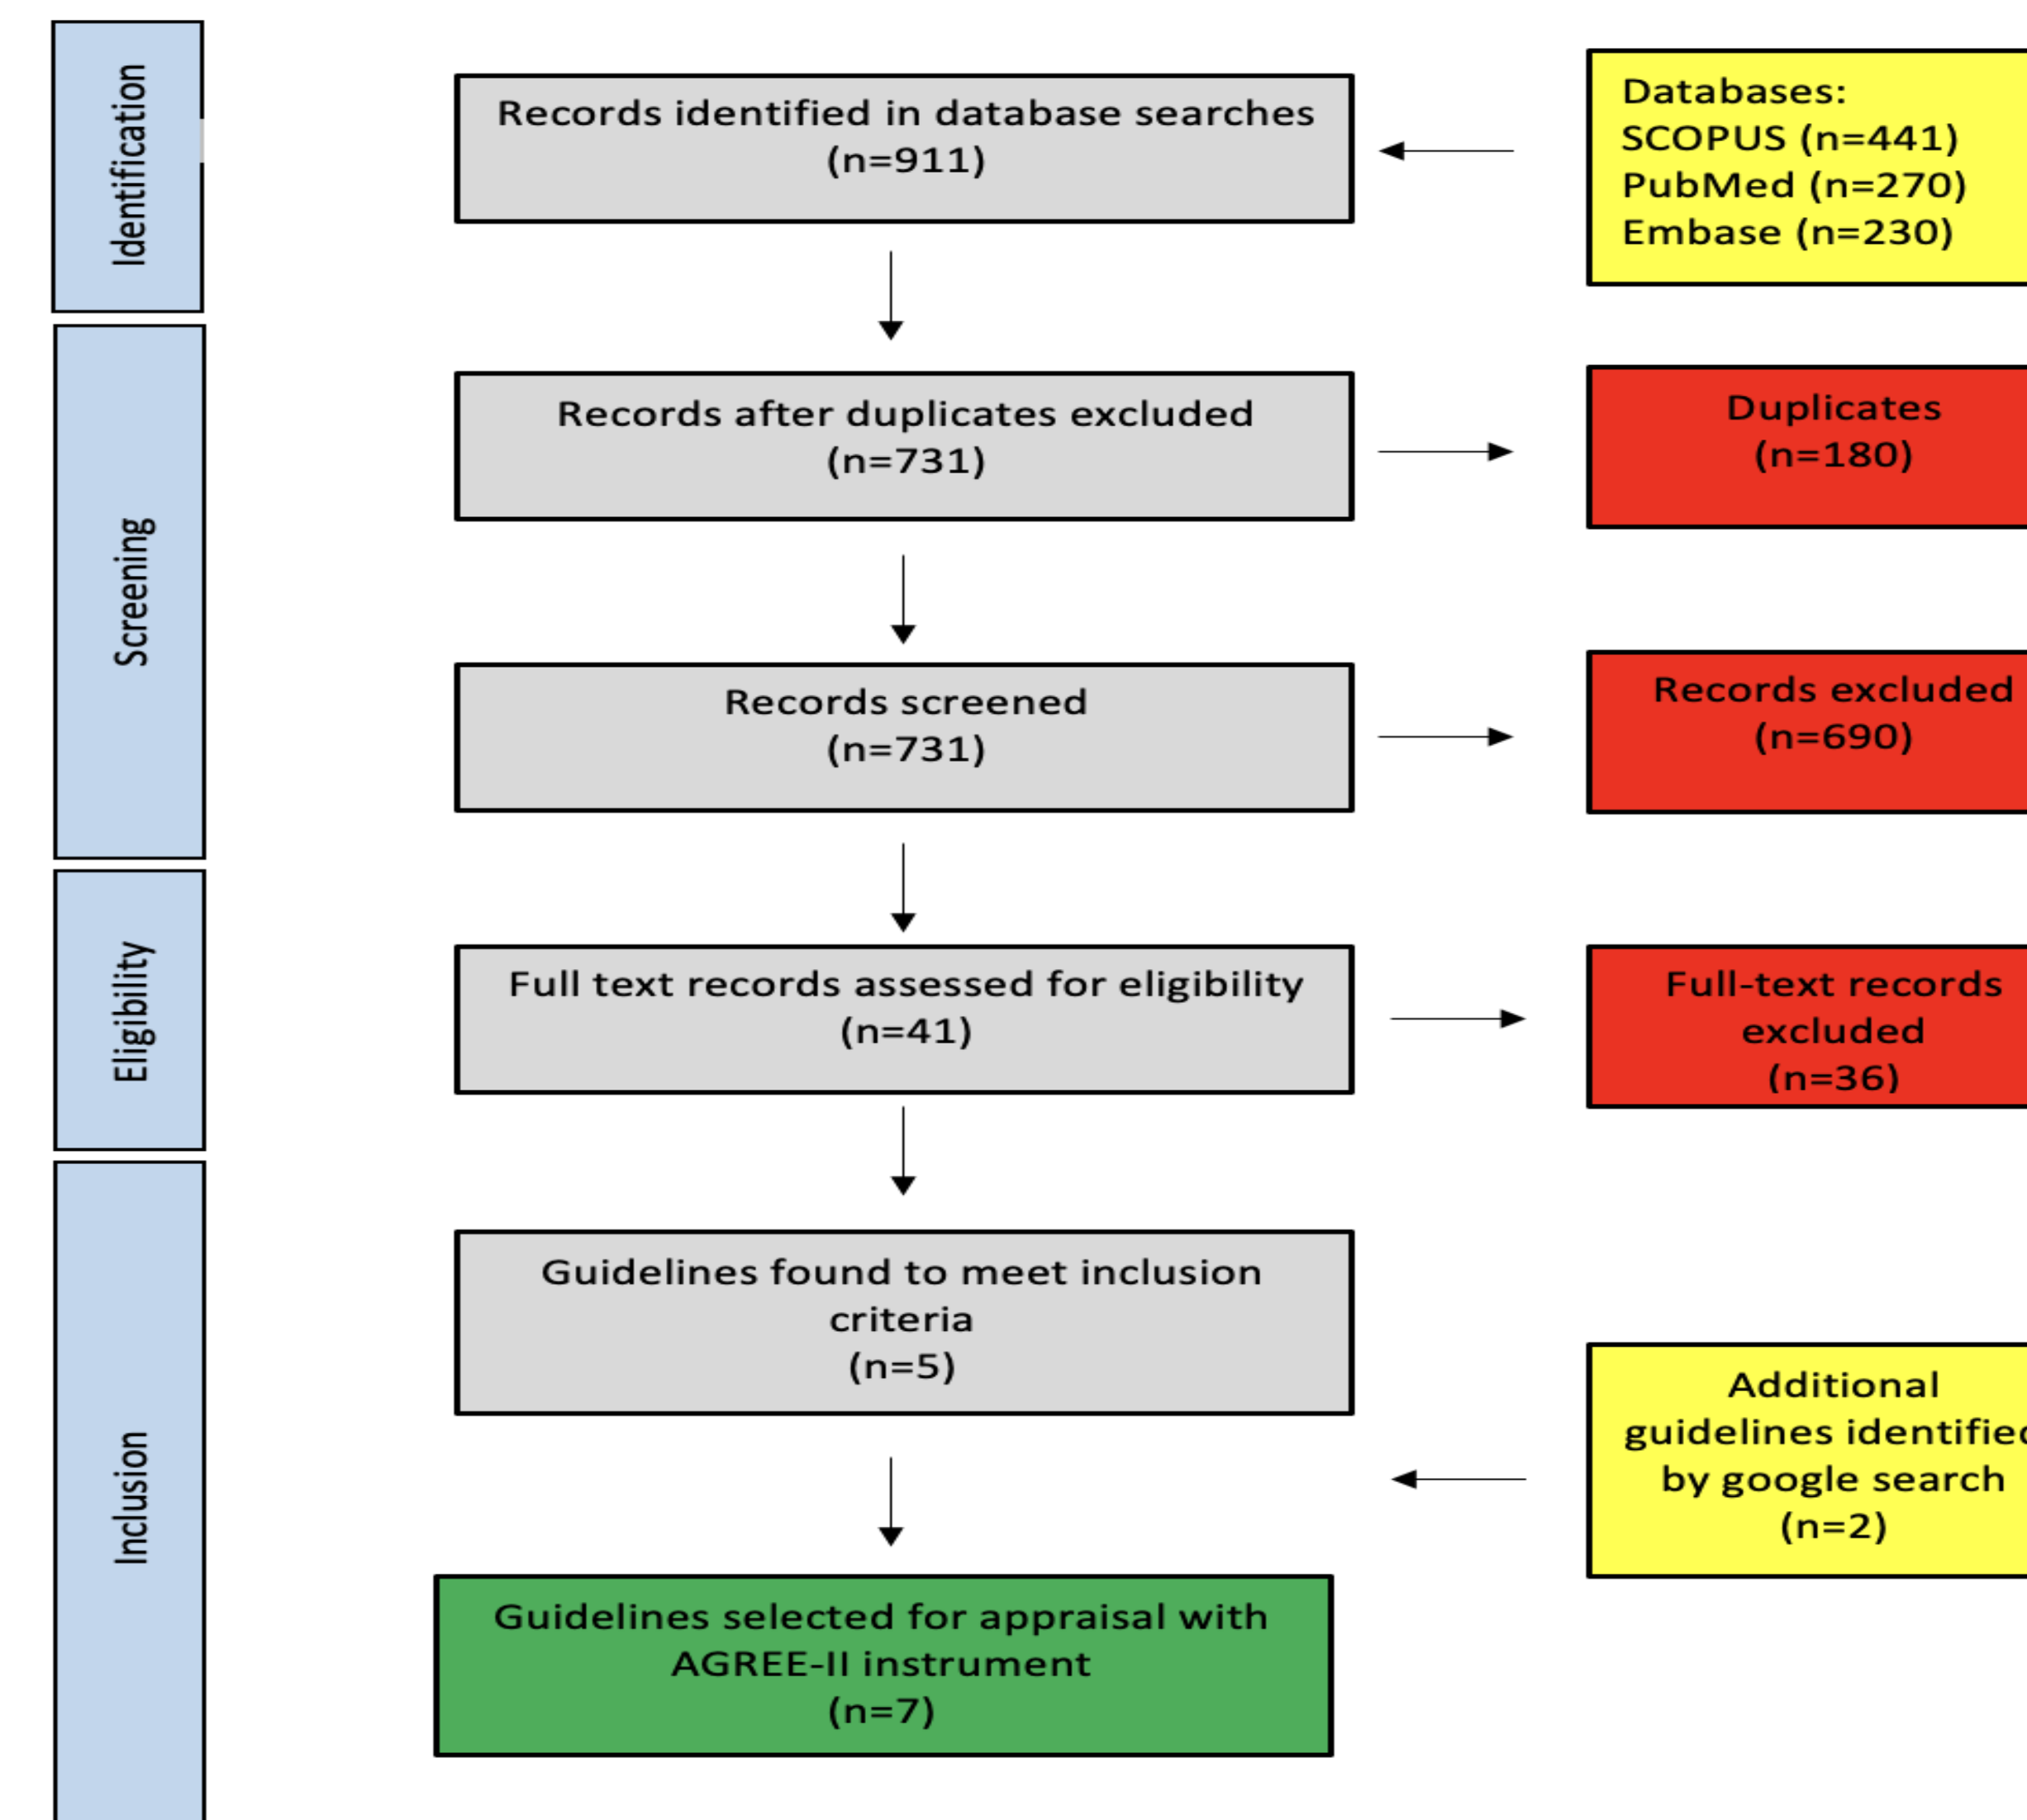 Identification
Records identified in database searches
(n=911)
Databases:
SCOPUS (n=441)
PubMed (n=270)
Embase (n=230)
Screening
Records after duplicates excluded
(n=731)
Duplicates
(n=180)
Records screened
(n=731)
Records excluded
(n=690)
Eligibility
Full text records assessed for eligibility
(n=41)
Full-text records
excluded
(n=36)
Inclusion
Guidelines found to meet inclusion
criteria
(n=5)
Additional
guidelines identified
by google search
(n=2)
Guidelines selected for appraisal with
AGREE-II instrument
(n=7)